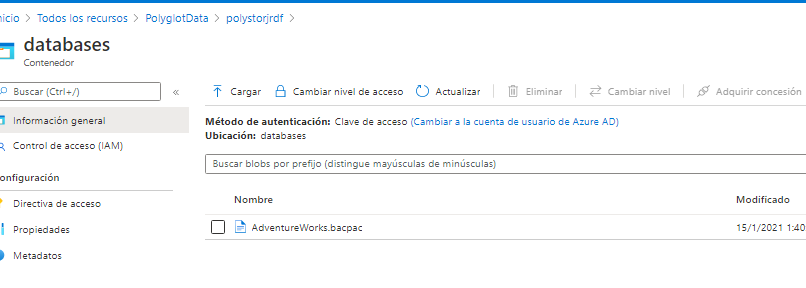 Inicio > Todos los recursos > PolyglotData > polystorjrdf >
databases
Contenedor
Buscar (Ctrl+/)
«
Cargar
Cambiar nivel de acceso
Actualizar
Eliminar
Cambiar nivel
Adquirir concesión
Información general
Control de acceso (IAM)
onfiguración
Directiva de acceso
Propiedades
Metadatos
Método de autenticación: Clave de acceso (Cambiar a la cuenta de usuario de Azure AD)
Ubicación: databases
Buscar blobs por prefijo (distingue mayúsculas de minúsculas)
Nombre
Modificado
AdventureWorks.bacpac
15/1/2021 1:40